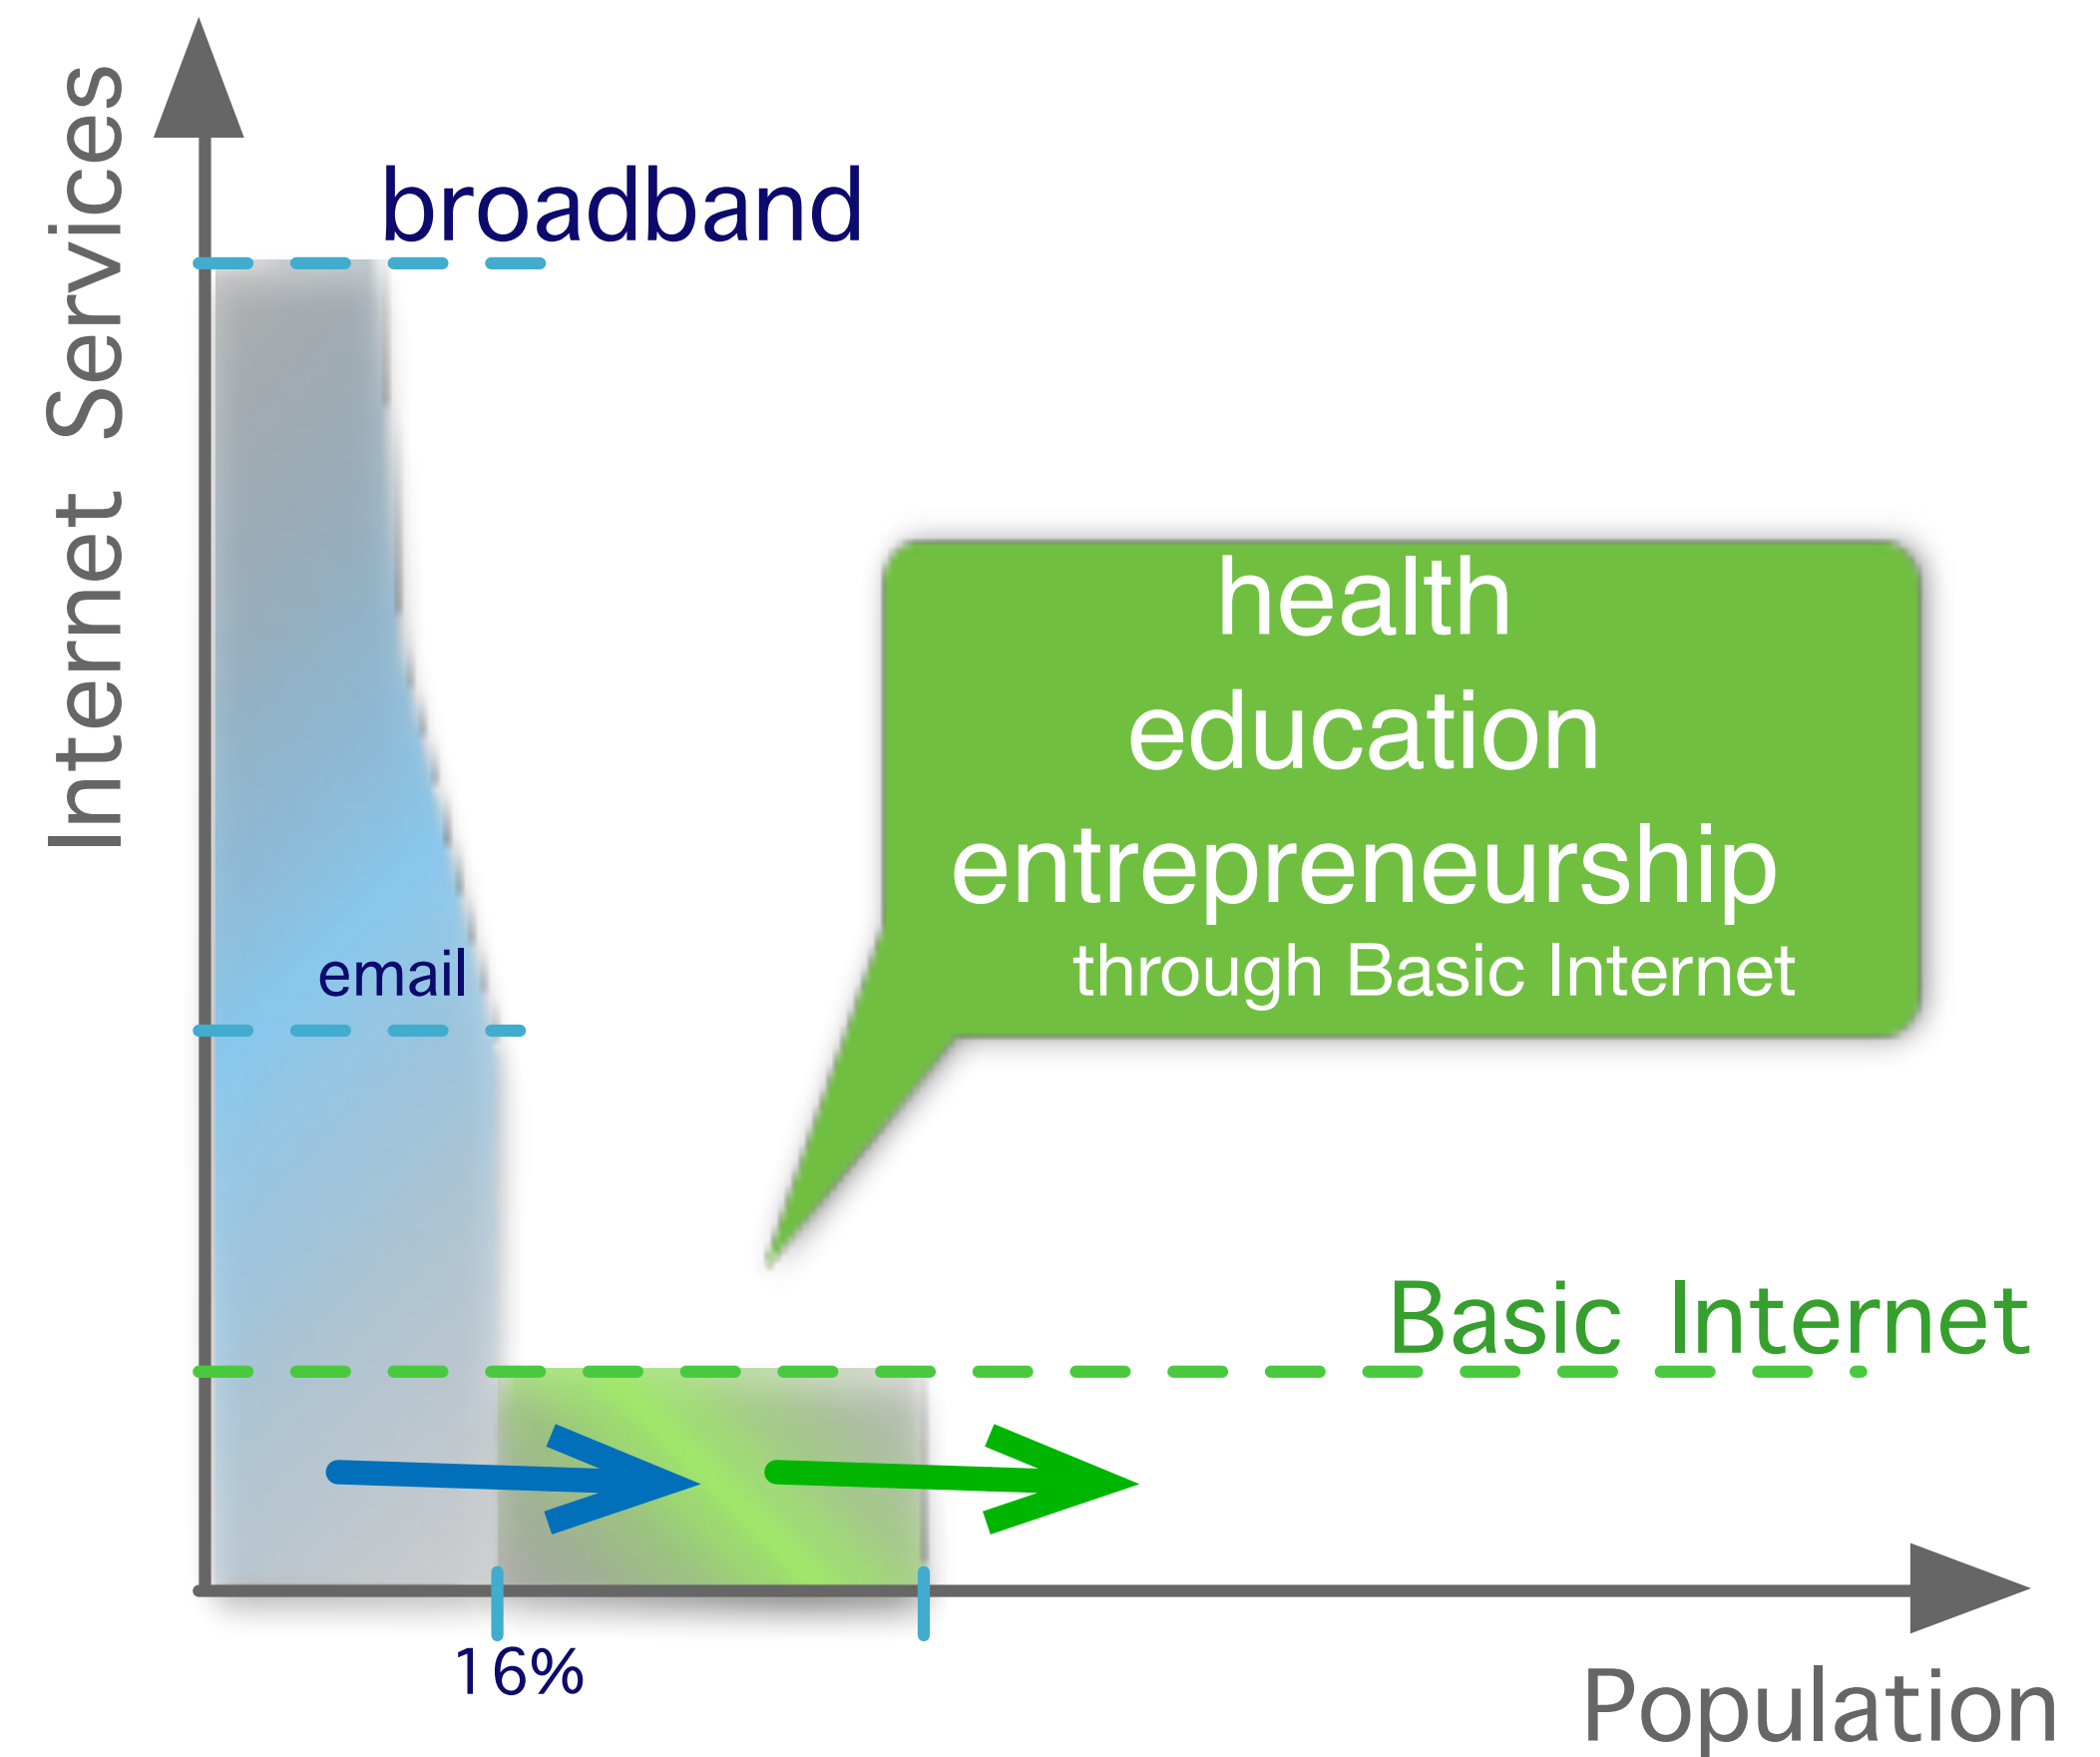 Internet Services
broadband
health
education
entrepreneurship
through Basic Internet
email
Basic Internet
16%
Population